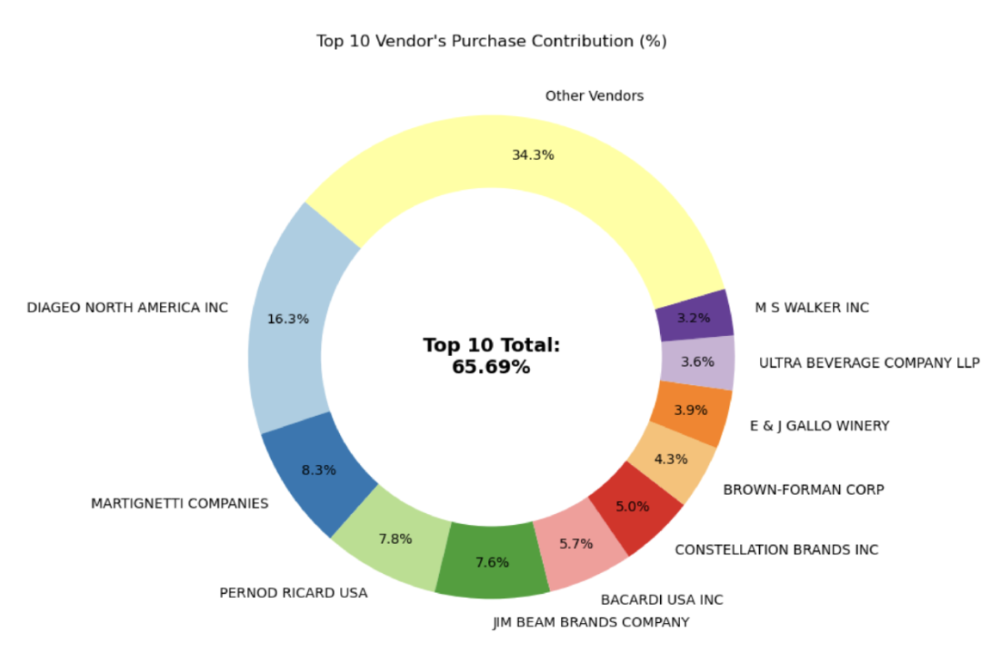 Top 10 Vendor's Purchase Contribution (%)
Other Vendors
34.3%
DIAGEO NORTH AMERICA INC
16.3%
M S WALKER INC
3.2%
Top 10 Total:
65.69%
ULTRA BEVERAGE COMPANY LLP
3.6%
E & J GALLO WINERY
3.9%
BROWN-FORMAN CORP
4.3%
MARTIGNETTI COMPANIES
8.3%
CONSTELLATION BRANDS INC
5.0%
PERNOD RICARD USA
7.8%
BACARDI USA INC
5.7%
JIM BEAM BRANDS COMPANY
7.6%